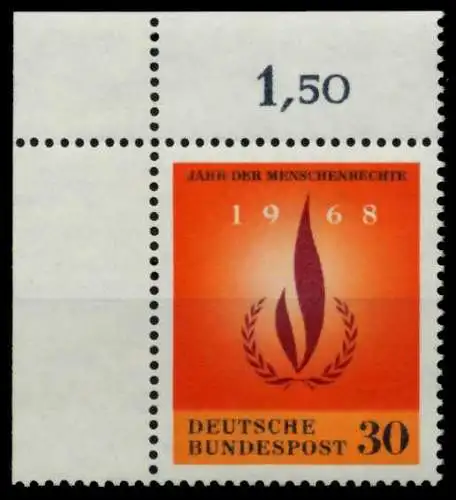 1,50
JAHR DER MENSCHENRECHTE
1968
DEUTSCHE
BUNDESPOST 30